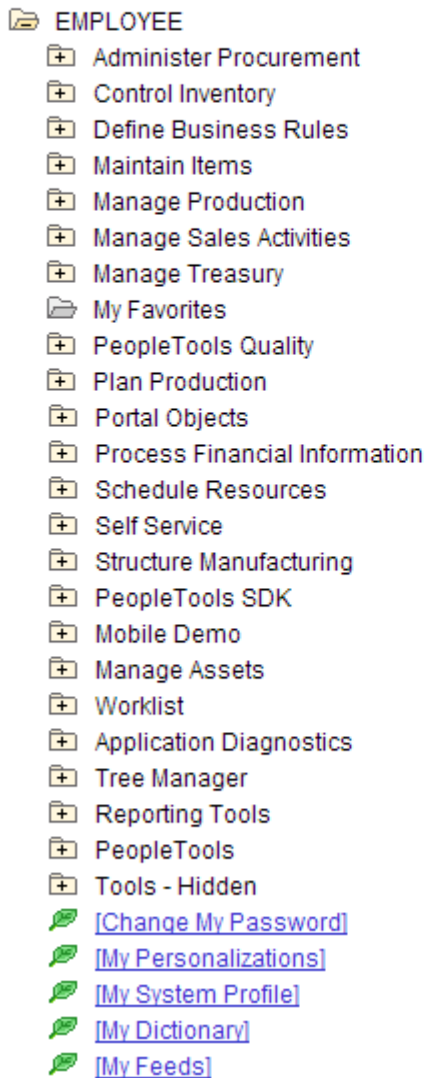 EMPLOYEE
Administer Procurement
Control Inventory
Define Business Rules
Maintain Items
Manage Production
Manage Sales Activities
Manage Treasury
My Favorites
PeopleTools Quality
Plan Production
Portal Objects
Process Financial Information
Schedule Resources
Self Service
Structure Manufacturing
PeopleTools SDK
Mobile Demo
Manage Assets
Worklist
Application Diagnostics
Tree Manager
Reporting Tools
PeopleTools
Tools - Hidden
[Change My Password]
[My Personalizations]
[My System Profile]
[My Dictionary]
[My Feeds]